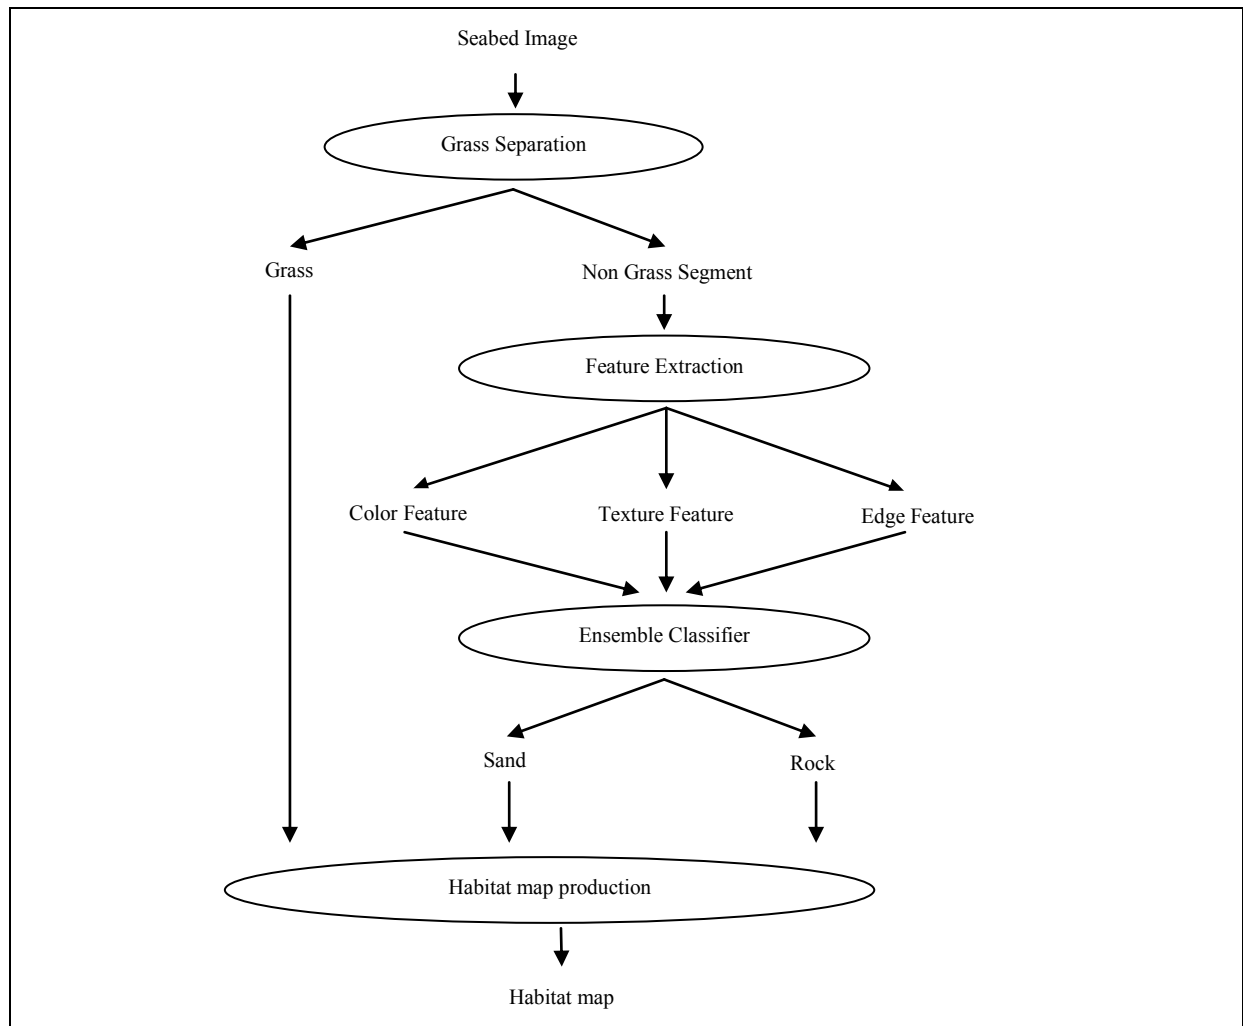 Seabed Image
Grass Separation
Grass
Non Grass Segment
Feature Extraction
Color Feature
Texture Feature
Edge Feature
Ensemble Classifier
Sand
Rock
Habitat map production
Habitat map